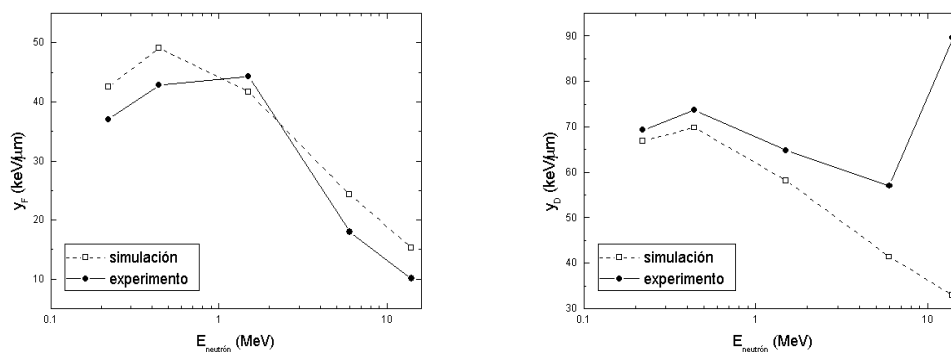 50
40
30
20
10
y_F (keV/μm)
simulación
experimento
0.1
1
10
E_neutrón (MeV)
90
80
70
60
50
40
30
y_D (keV/μm)
simulación
experimento
0.1
1
10
E_neutrón (MeV)